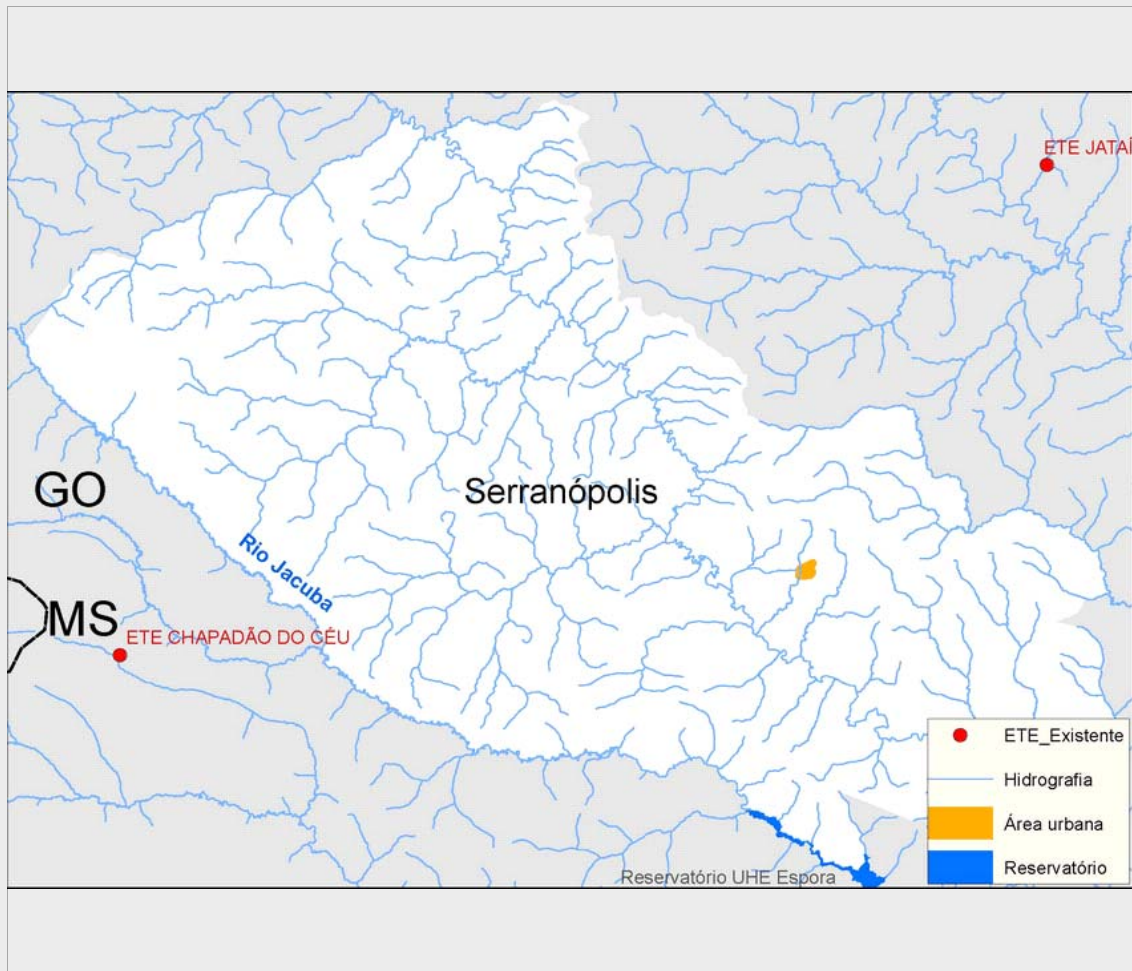 ETE JATAÍ
GO
Serranópolis
Rio Jacuba
MS
ETE CHAPADÃO DO CÉU
ETE_Existente
Hidrografia
Área urbana
Reservatório
Reservatório UHE Espora